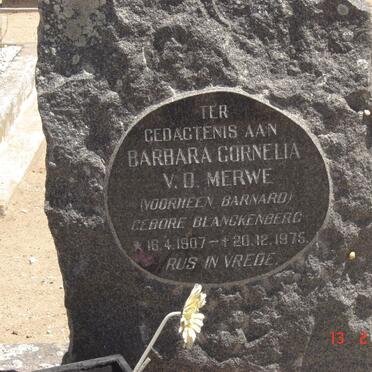 TER
GEDAGTENIS AAN
BARBARA CORNELIA
V.D. MERWE
(VOORHEEN BARNARD)
GEBORE BLANCKENBERG
* 16.4.1907 – † 20.12.1975.
RUS IN VREDE.
13 2